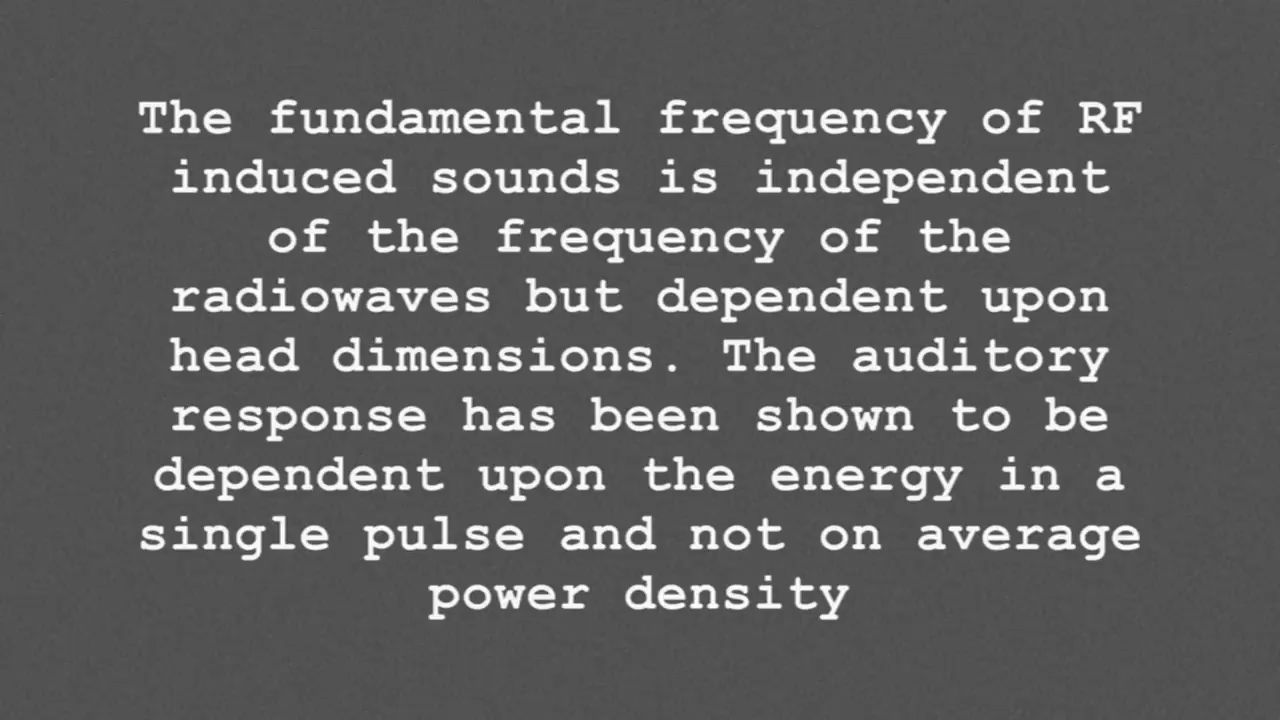 The fundamental frequency of RF
induced sounds is independent
of the frequency of the
radiowaves but dependent upon
head dimensions. The auditory
response has been shown to be
dependent upon the energy in a
single pulse and not on average
power density